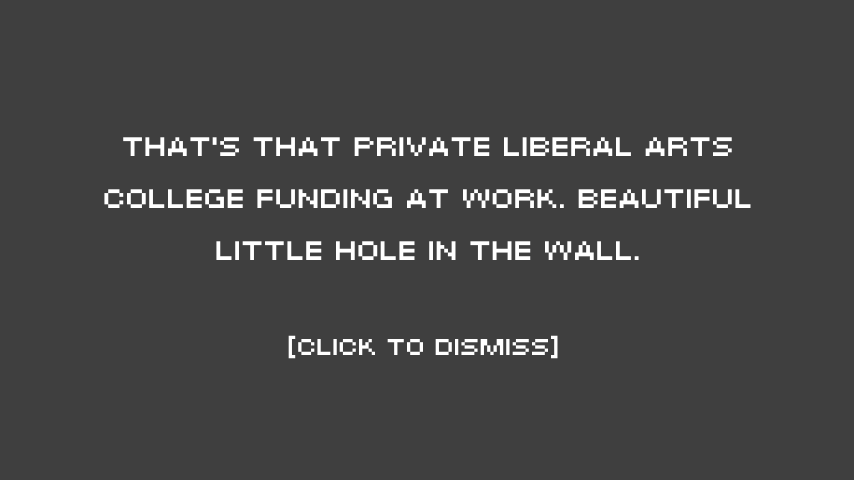 THAT'S THAT PRIVATE LIBERAL ARTS
COLLEGE FUNDING AT WORK. BEAUTIFUL
LITTLE HOLE IN THE WALL.
[CLICK TO DISMISS]